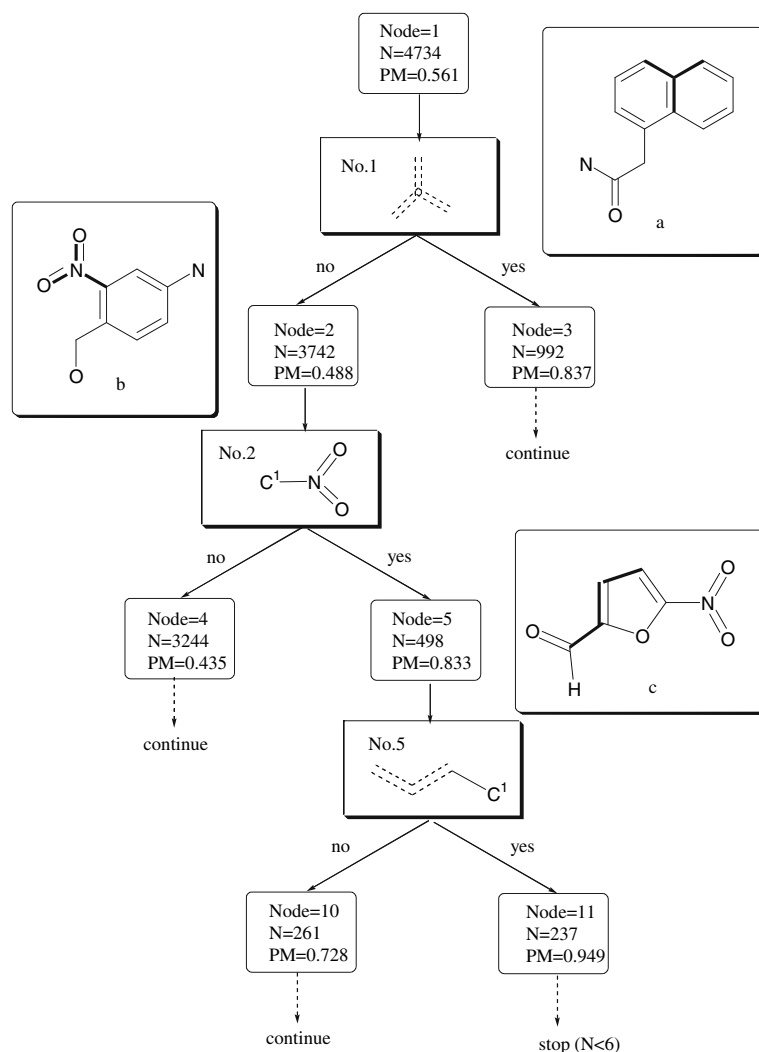 Node=1
N=4734
PM=0.561
No.1
N
O
a
no
yes
O
N
O
N
O
b
Node=2
N=3742
PM=0.488
Node=3
N=992
PM=0.837
continue
No.2
C1
N
O
O
no
yes
Node=4
N=3244
PM=0.435
continue
Node=5
N=498
PM=0.833
O
H
O
N
O
O
c
No.5
C1
no
yes
Node=10
N=261
PM=0.728
continue
Node=11
N=237
PM=0.949
stop (N<6)